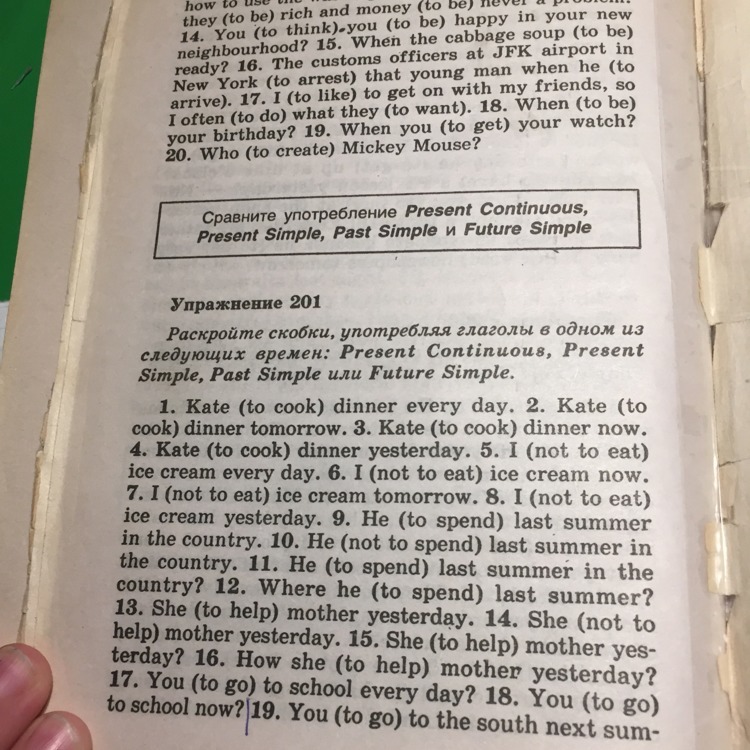 how to use the
they (to be) rich and money (to be) never a problem.
14. You (to think) you (to be) happy in your new
neighbourhood? 15. When the cabbage soup (to be)
ready? 16. The customs officers at JFK airport in
New York (to arrest) that young man when he (to
arrive). 17. I (to like) to get on with my friends, so
I often (to do) what they (to want). 18. When (to be)
your birthday? 19. When you (to get) your watch?
20. Who (to create) Mickey Mouse?
Сравните употребление Present Continuous,
Present Simple, Past Simple и Future Simple
Упражнение 201
Раскройте скобки, употребляя глаголы в одном из
следующих времен: Present Continuous, Present
Simple, Past Simple или Future Simple.
1. Kate (to cook) dinner every day. 2. Kate (to
cook) dinner tomorrow. 3. Kate (to cook) dinner now.
4. Kate (to cook) dinner yesterday. 5. I (not to eat)
ice cream every day. 6. I (not to eat) ice cream now.
7. I (not to eat) ice cream tomorrow. 8. I (not to eat)
ice cream yesterday. 9. He (to spend) last summer
in the country. 10. He (not to spend) last summer in
the country. 11. He (to spend) last summer in the
country? 12. Where he (to spend) last summer?
13. She (to help) mother yesterday. 14. She (not to
help) mother yesterday. 15. She (to help) mother yes-
terday? 16. How she (to help) mother yesterday?
17. You (to go) to school every day? 18. You (to go)
to school now? 19. You (to go) to the south next sum-